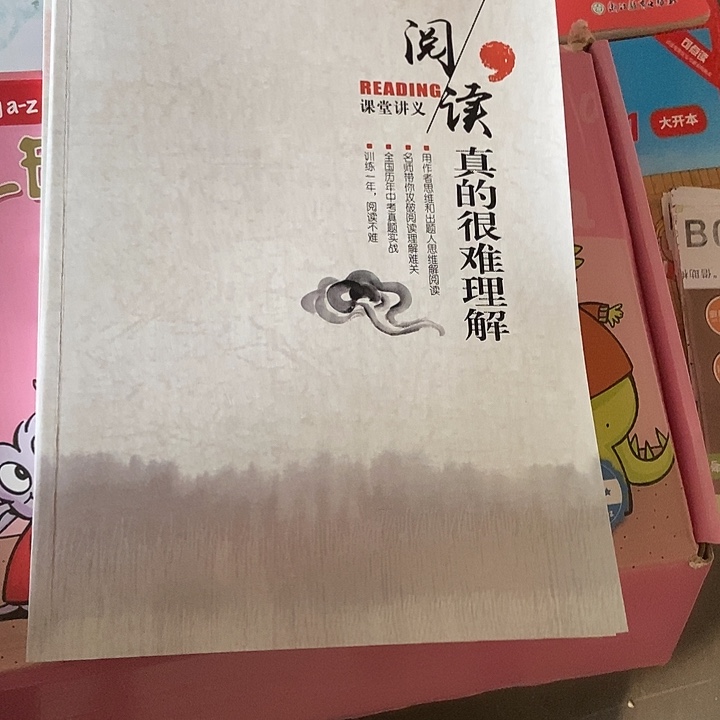 阅读
READING
课堂讲义
真的很难理解
用作者思维和出题人思维解阅读
名师带你攻破阅读理解难关
全国历年中考真题实战
训练一年，阅读不难
a-z
可点读
大开本